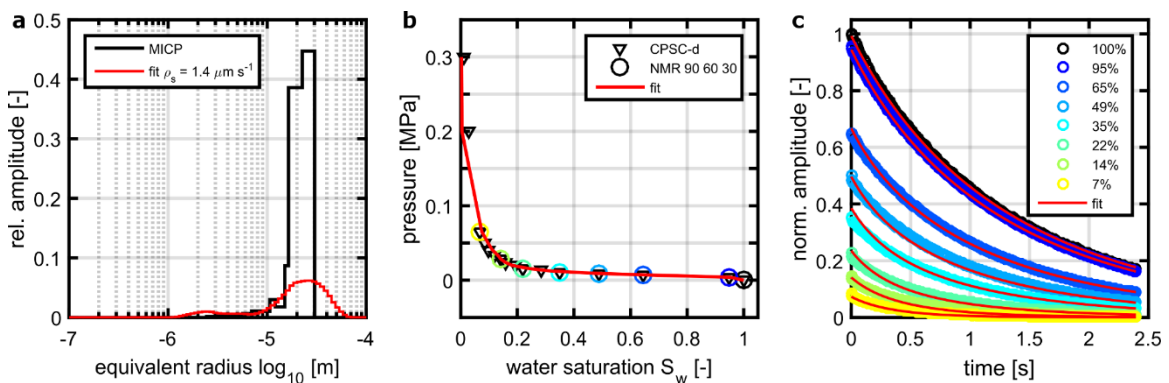 a
rel. amplitude [-]
0.5
0.4
0.3
0.2
0.1
0
MICP
fit ρs = 1.4 μm s-1
-7
-6
-5
-4
equivalent radius log10 [m]
b
pressure [MPa]
0.3
0.2
0.1
0
CPSC-d
NMR 90 60 30
fit
0
0.2
0.4
0.6
0.8
1
water saturation Sw [-]
c
norm. amplitude [-]
1
0.8
0.6
0.4
0.2
0
100%
95%
65%
49%
35%
22%
14%
7%
fit
0
0.5
1
1.5
2
2.5
time [s]